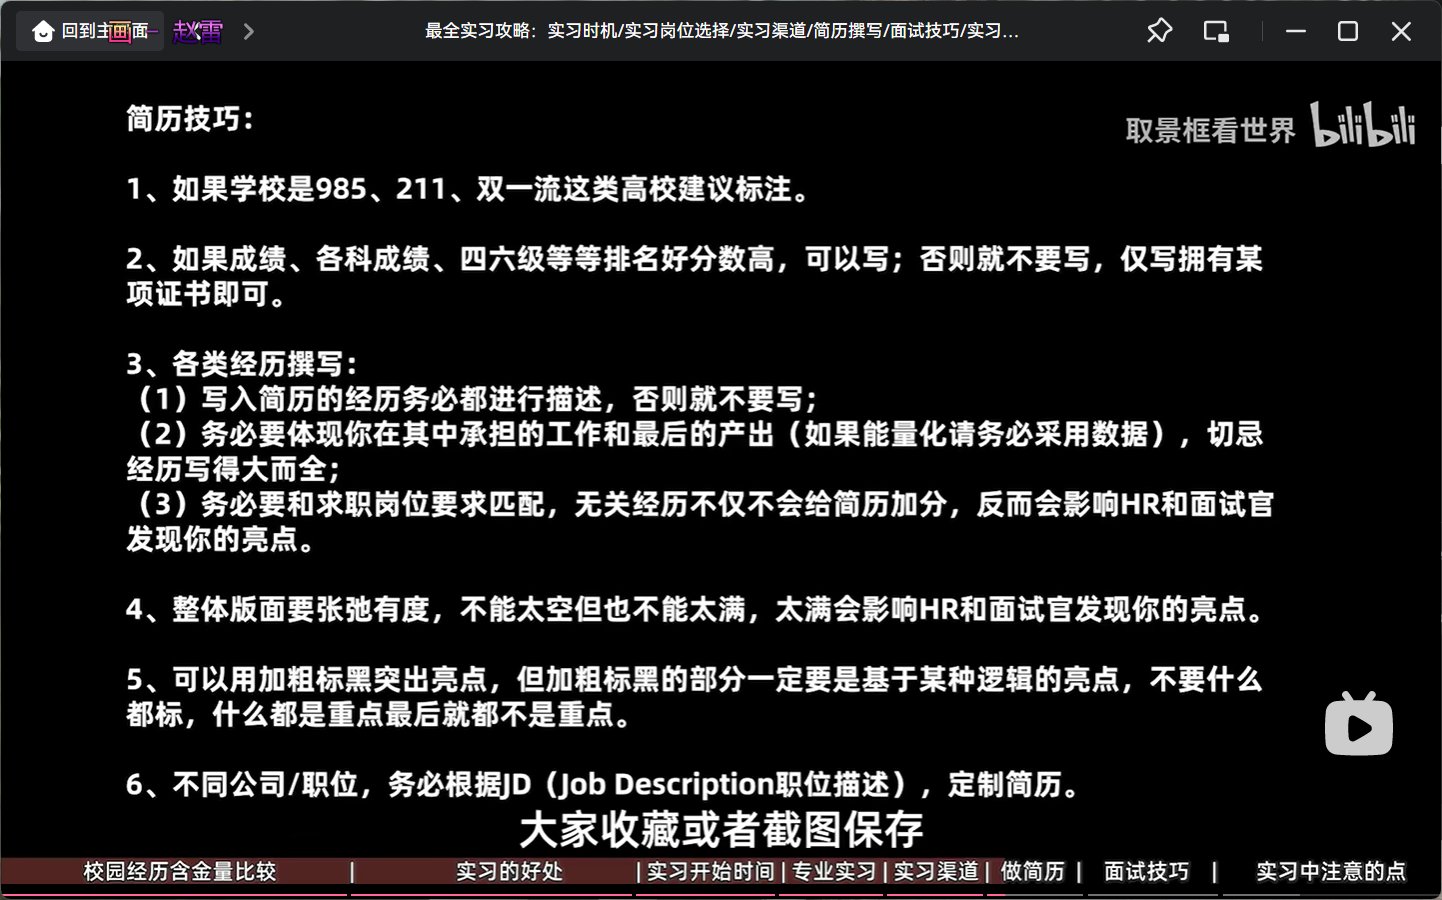 回到主画面
赵雷
最全实习攻略：实习时机/实习岗位选择/实习渠道/简历撰写/面试技巧/实习...
取景框看世界 bilibili
简历技巧：
1、如果学校是985、211、双一流这类高校建议标注。
2、如果成绩、各科成绩、四六级等等排名好分数高，可以写；否则就不要写，仅写拥有某
项证书即可。
3、各类经历撰写：
（1）写入简历的经历务必都进行描述，否则就不要写；
（2）务必要体现你在其中承担的工作和最后的产出（如果能量化请务必采用数据），切忌
经历写得大而全；
（3）务必要和求职岗位要求匹配，无关经历不仅不会给简历加分，反而会影响HR和面试官
发现你的亮点。
4、整体版面要张弛有度，不能太空但也不能太满，太满会影响HR和面试官发现你的亮点。
5、可以用加粗标黑突出亮点，但加粗标黑的部分一定要是基于某种逻辑的亮点，不要什么
都标，什么都是重点最后就都不是重点。
6、不同公司/职位，务必根据JD（Job Description职位描述），定制简历。
大家收藏或者截图保存
校园经历含金量比较 | 实习的好处 | 实习开始时间 | 专业实习 | 实习渠道 | 做简历 | 面试技巧 | 实习中注意的点